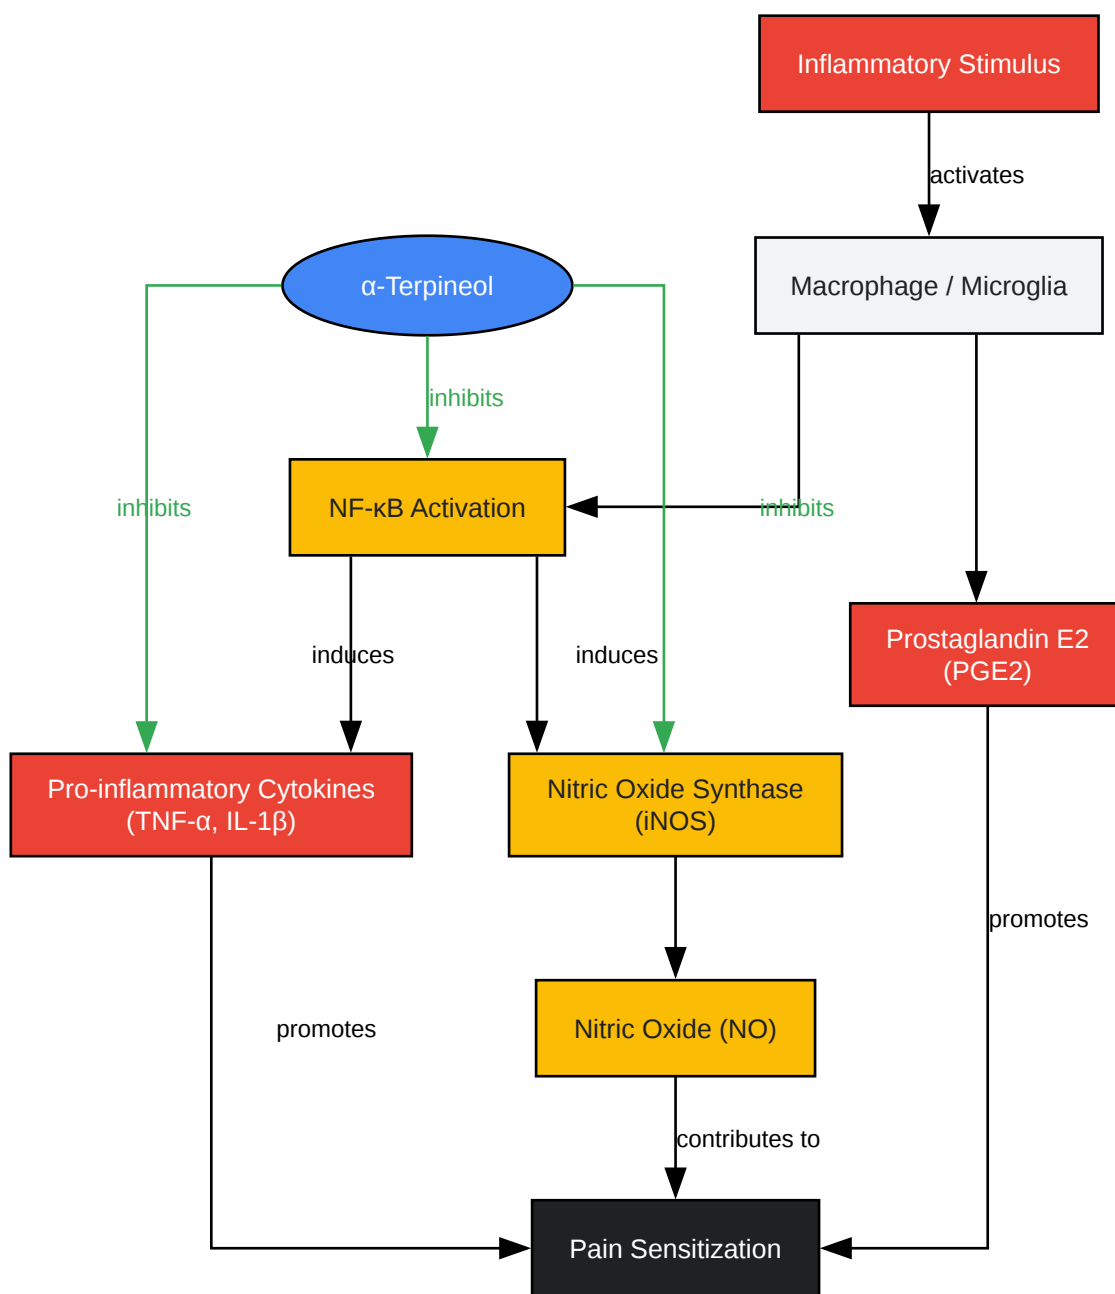 Inflammatory Stimulus
activates
α-Terpineol
Macrophage / Microglia
inhibits
inhibits
NF-κB Activation
inhibits
induces
induces
Prostaglandin E2
(PGE2)
Pro-inflammatory Cytokines
(TNF-α, IL-1β)
Nitric Oxide Synthase
(iNOS)
promotes
promotes
Nitric Oxide (NO)
contributes to
Pain Sensitization